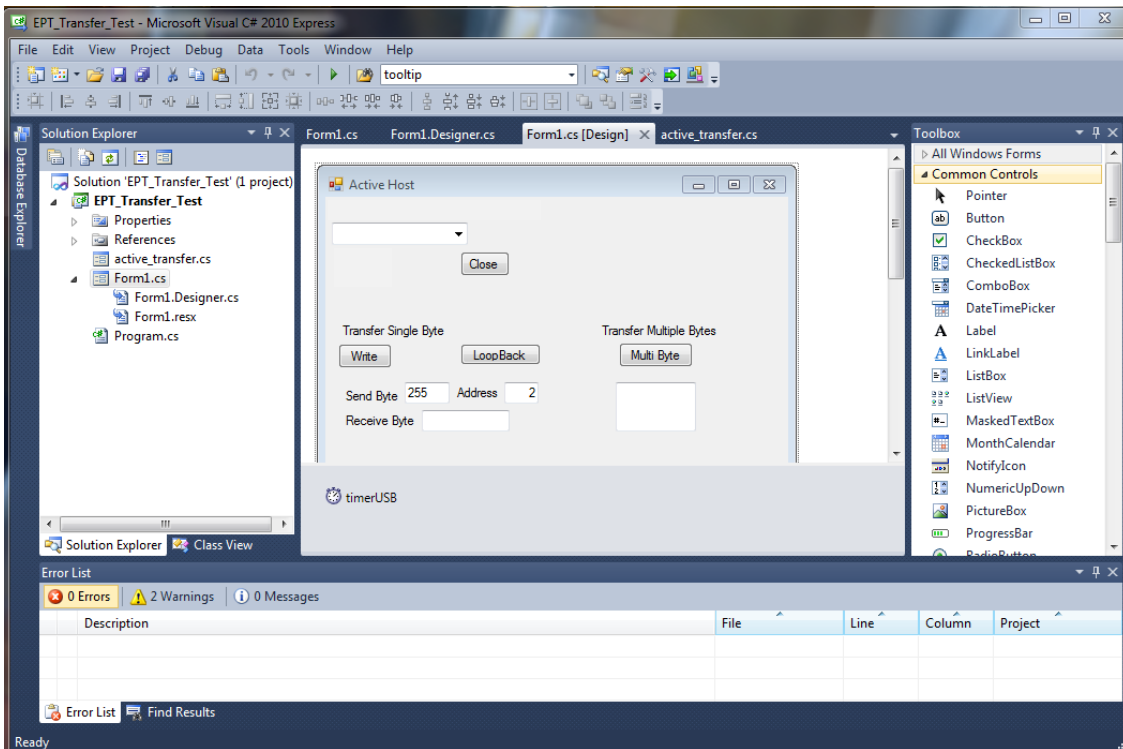 EPT_Transfer_Test - Microsoft Visual C# 2010 Express
File Edit View Project Debug Data Tools Window Help
tooltip
Database Explorer
Solution Explorer
Solution 'EPT_Transfer_Test' (1 project)
EPT_Transfer_Test
Properties
References
active_transfer.cs
Form1.cs
Form1.Designer.cs
Form1.resx
Program.cs
Solution Explorer Class View
Form1.cs Form1.Designer.cs Form1.cs [Design] active_transfer.cs
Active Host
Close
Transfer Single Byte Transfer Multiple Bytes
Write LoopBack Multi Byte
Send Byte 255 Address 2
Receive Byte
timerUSB
Toolbox
All Windows Forms
Common Controls
Pointer
Button
CheckBox
CheckedListBox
ComboBox
DateTimePicker
Label
LinkLabel
ListBox
ListView
MaskedTextBox
MonthCalendar
NotifyIcon
NumericUpDown
PictureBox
ProgressBar
RadioButton
Error List
0 Errors 2 Warnings 0 Messages
Description File Line Column Project
Error List Find Results
Ready